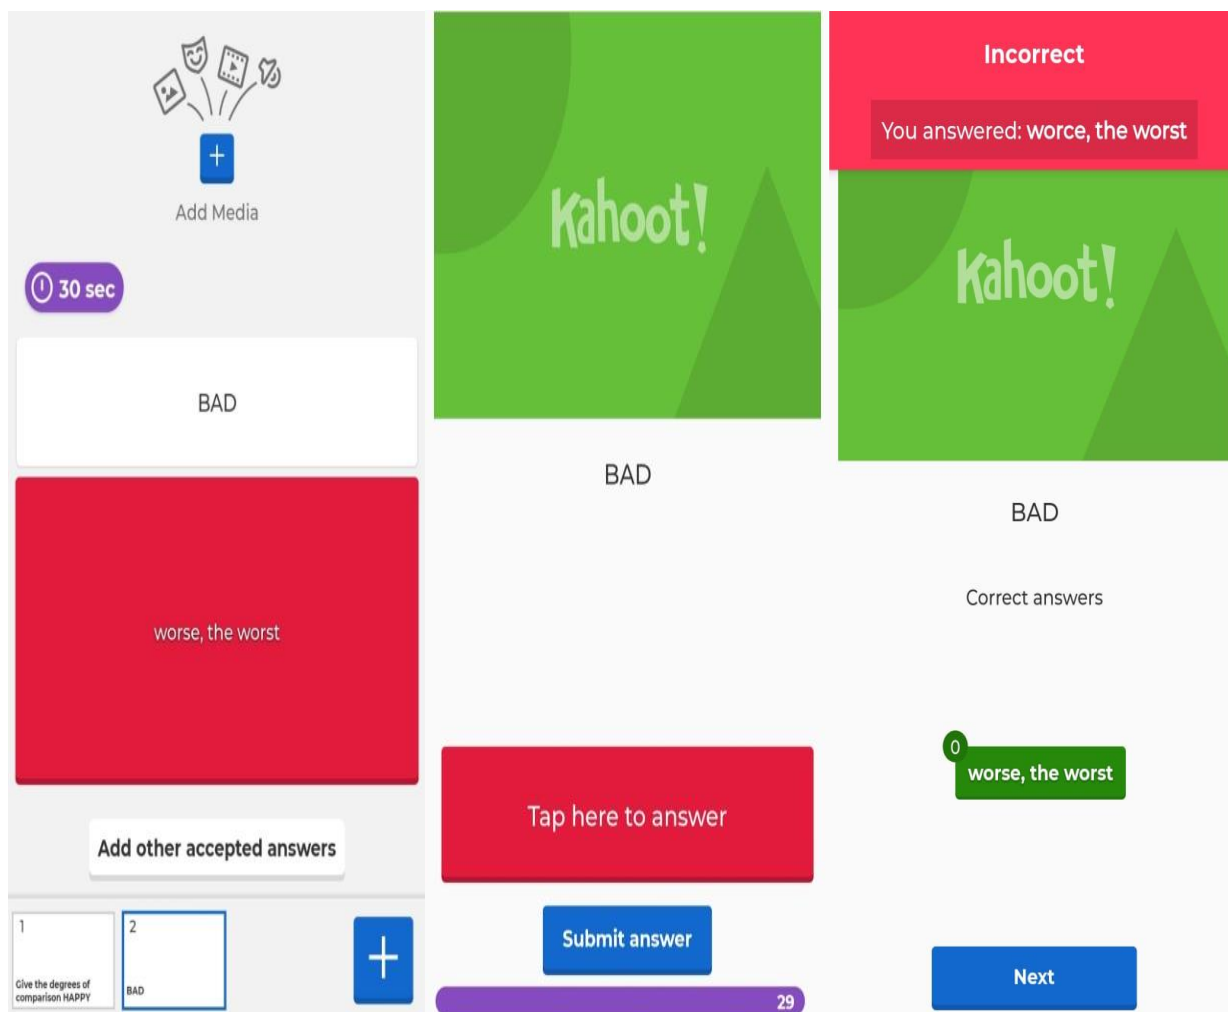 Add Media
30 sec
BAD
worse, the worst
Add other accepted answers
1
Give the degrees of
comparison HAPPY
2
BAD
Kahoot!
BAD
Tap here to answer
Submit answer
29
Incorrect
You answered: worce, the worst
Kahoot!
BAD
Correct answers
0
worse, the worst
Next